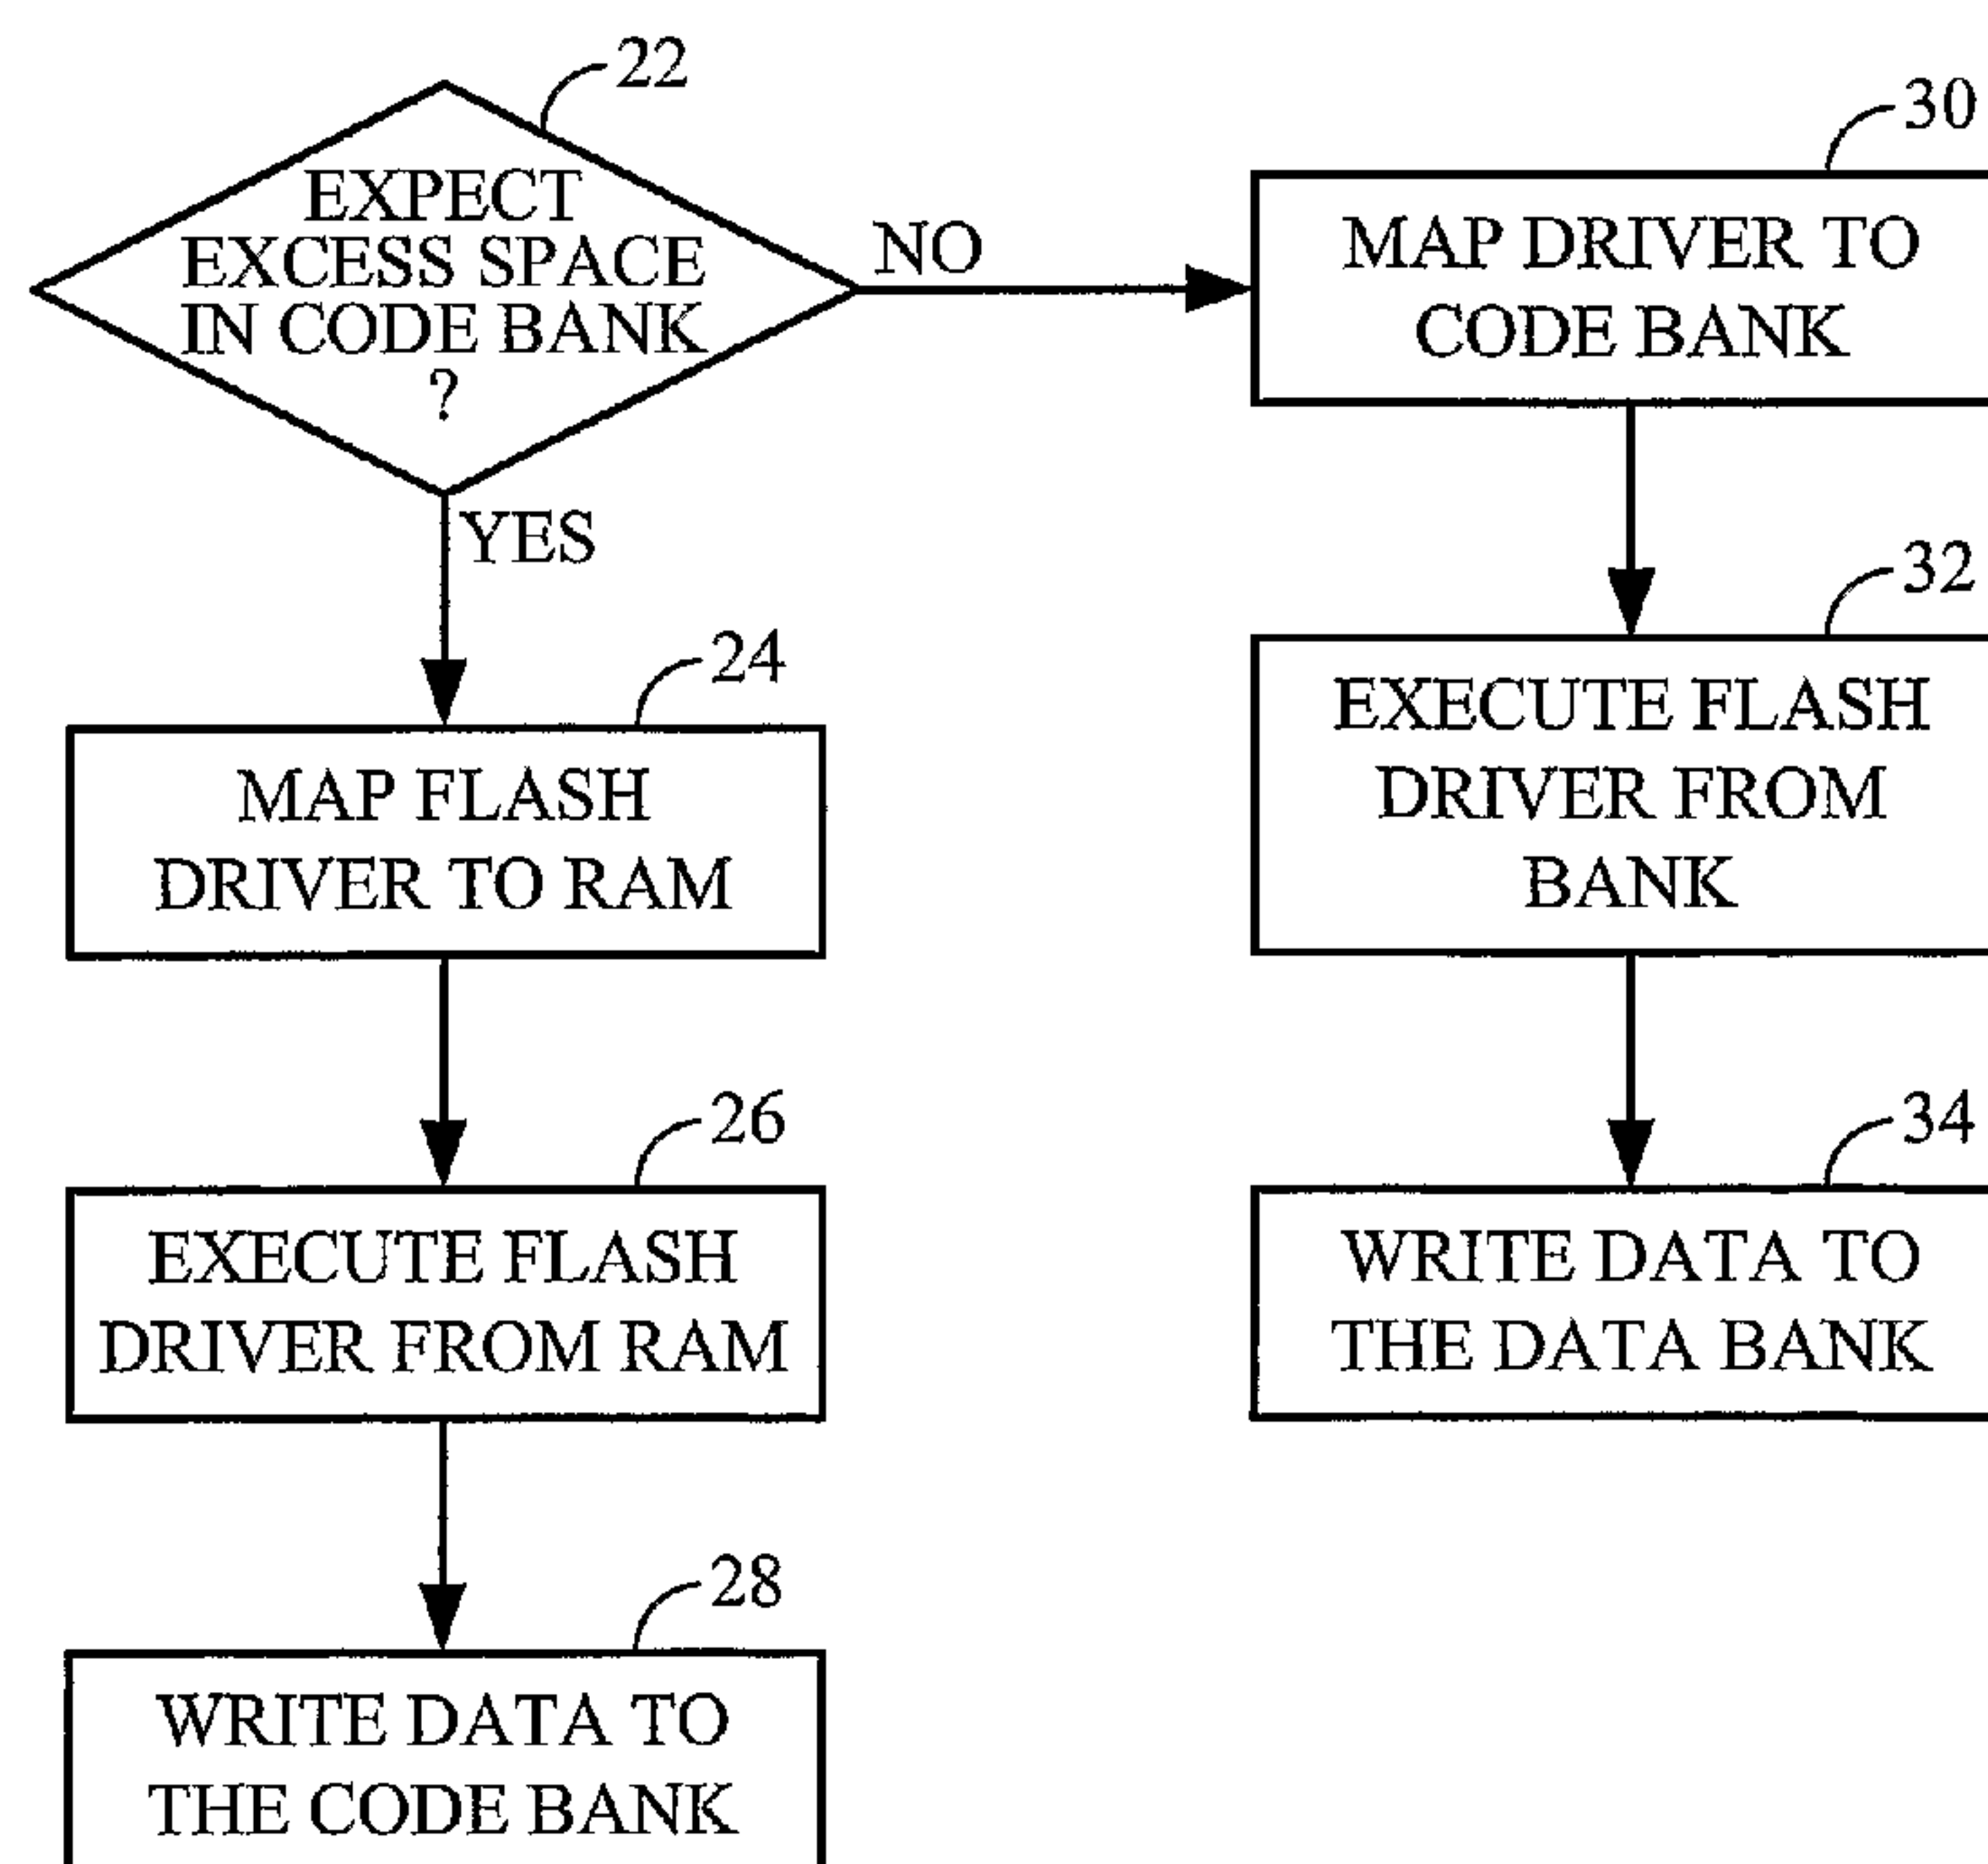 22
EXPECT
EXCESS SPACE
IN CODE BANK
?
NO
YES
24
MAP FLASH
DRIVER TO RAM
26
EXECUTE FLASH
DRIVER FROM RAM
28
WRITE DATA TO
THE CODE BANK
30
MAP DRIVER TO
CODE BANK
32
EXECUTE FLASH
DRIVER FROM
BANK
34
WRITE DATA TO
THE DATA BANK